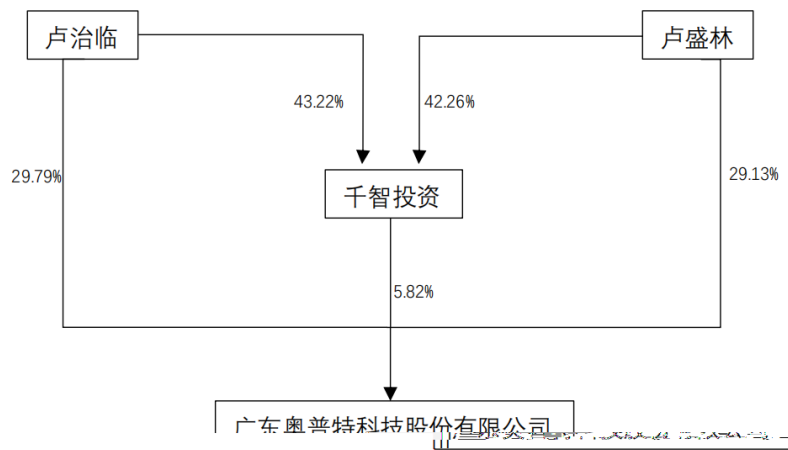 卢治临
卢盛林
43.22%
42.26%
29.79%
29.13%
千智投资
5.82%
广东奥普特科技股份有限公司